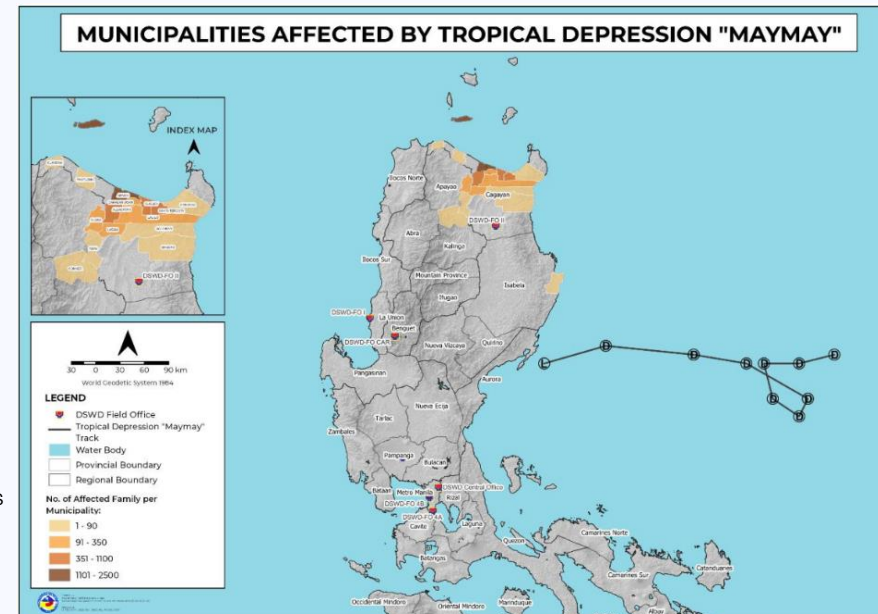 MUNICIPALITIES AFFECTED BY TROPICAL DEPRESSION "MAYMAY"
INDEX MAP
DSWD-FO II
s
30 0 30 60 90 km
World Geodetic System 1984
LEGEND
DSWD Field Office
Tropical Depression "Maymay"
Track
Water Body
Provincial Boundary
Regional Boundary
No. of Affected Family per
Municipality:
1 - 90
91 - 350
351 - 1100
1101 - 2500
Ilocos Norte
Apayao
Cagayan
DSWD-FO II
Abra
Kalinga
Ilocos Sur
Mountain Province
Isabela
Ifugao
DSWD-FO I
La Union
Benguet
DSWD-FO CAR
Nueva Vizcaya
Quirino
Pangasinan
Aurora
Nueva Ecija
Tarlac
Zambales
Pampanga
Bulacan
DSWD Central Office
Bataan
Metro Manila
Rizal
DSWD-FO 4B
DSWD-FO 4A
Cavite
Laguna
Batangas
Quezon
Camarines Norte
Camarines Sur
Catanduanes
Albay
Occidental Mindoro
Oriental Mindoro
Marinduque
L
D
D
D
D
D
D
D
D
D